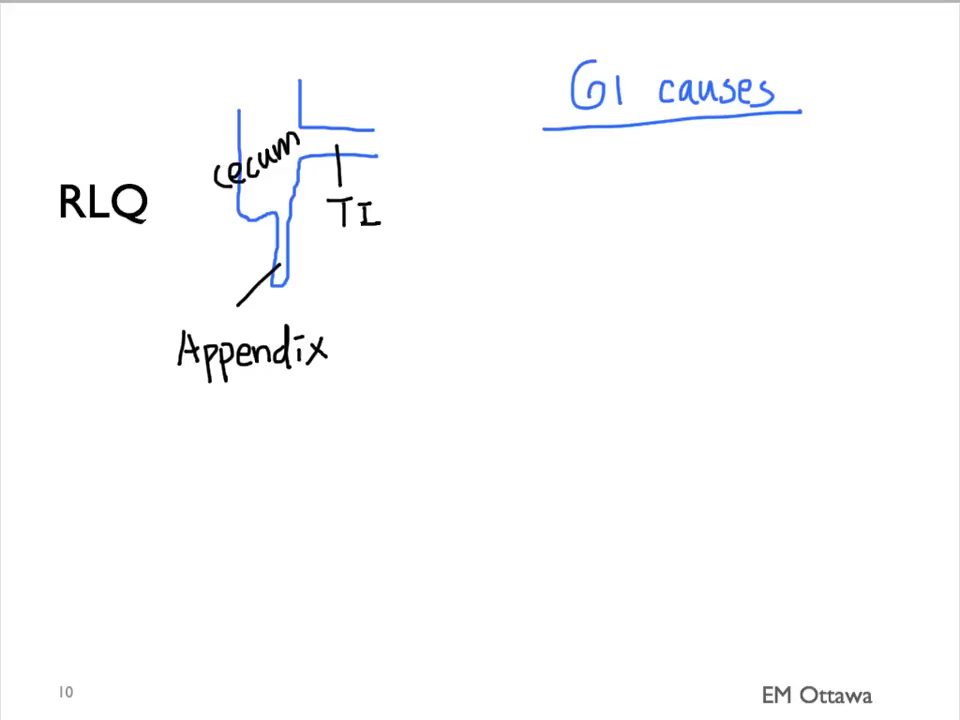 GI causes
cecum
RLQ
TI
Appendix
10
EM Ottawa